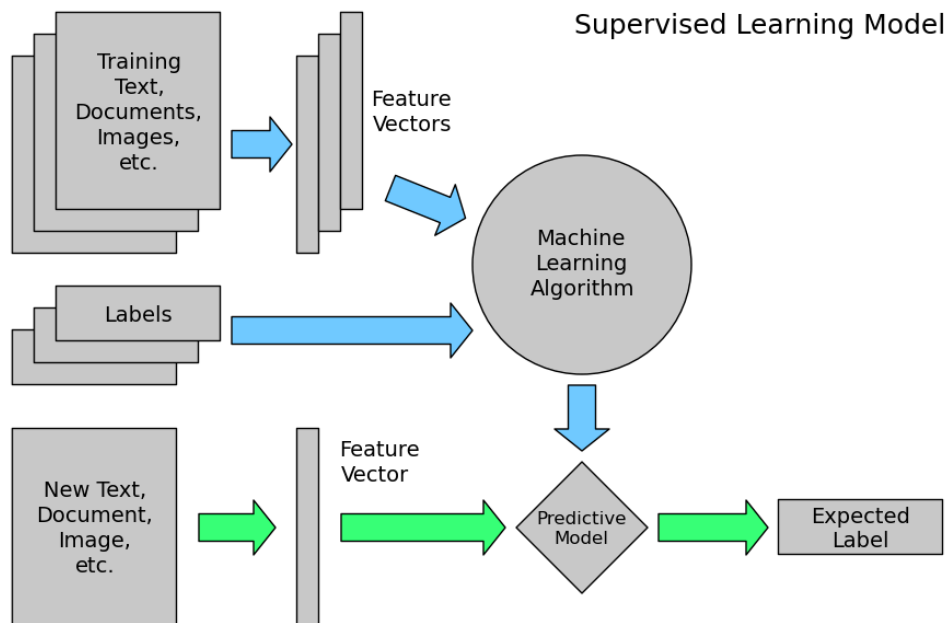 Supervised Learning Model
Training
Text,
Documents,
Images,
etc.
Feature
Vectors
Machine
Learning
Algorithm
Labels
New Text,
Document,
Image,
etc.
Feature
Vector
Predictive
Model
Expected
Label